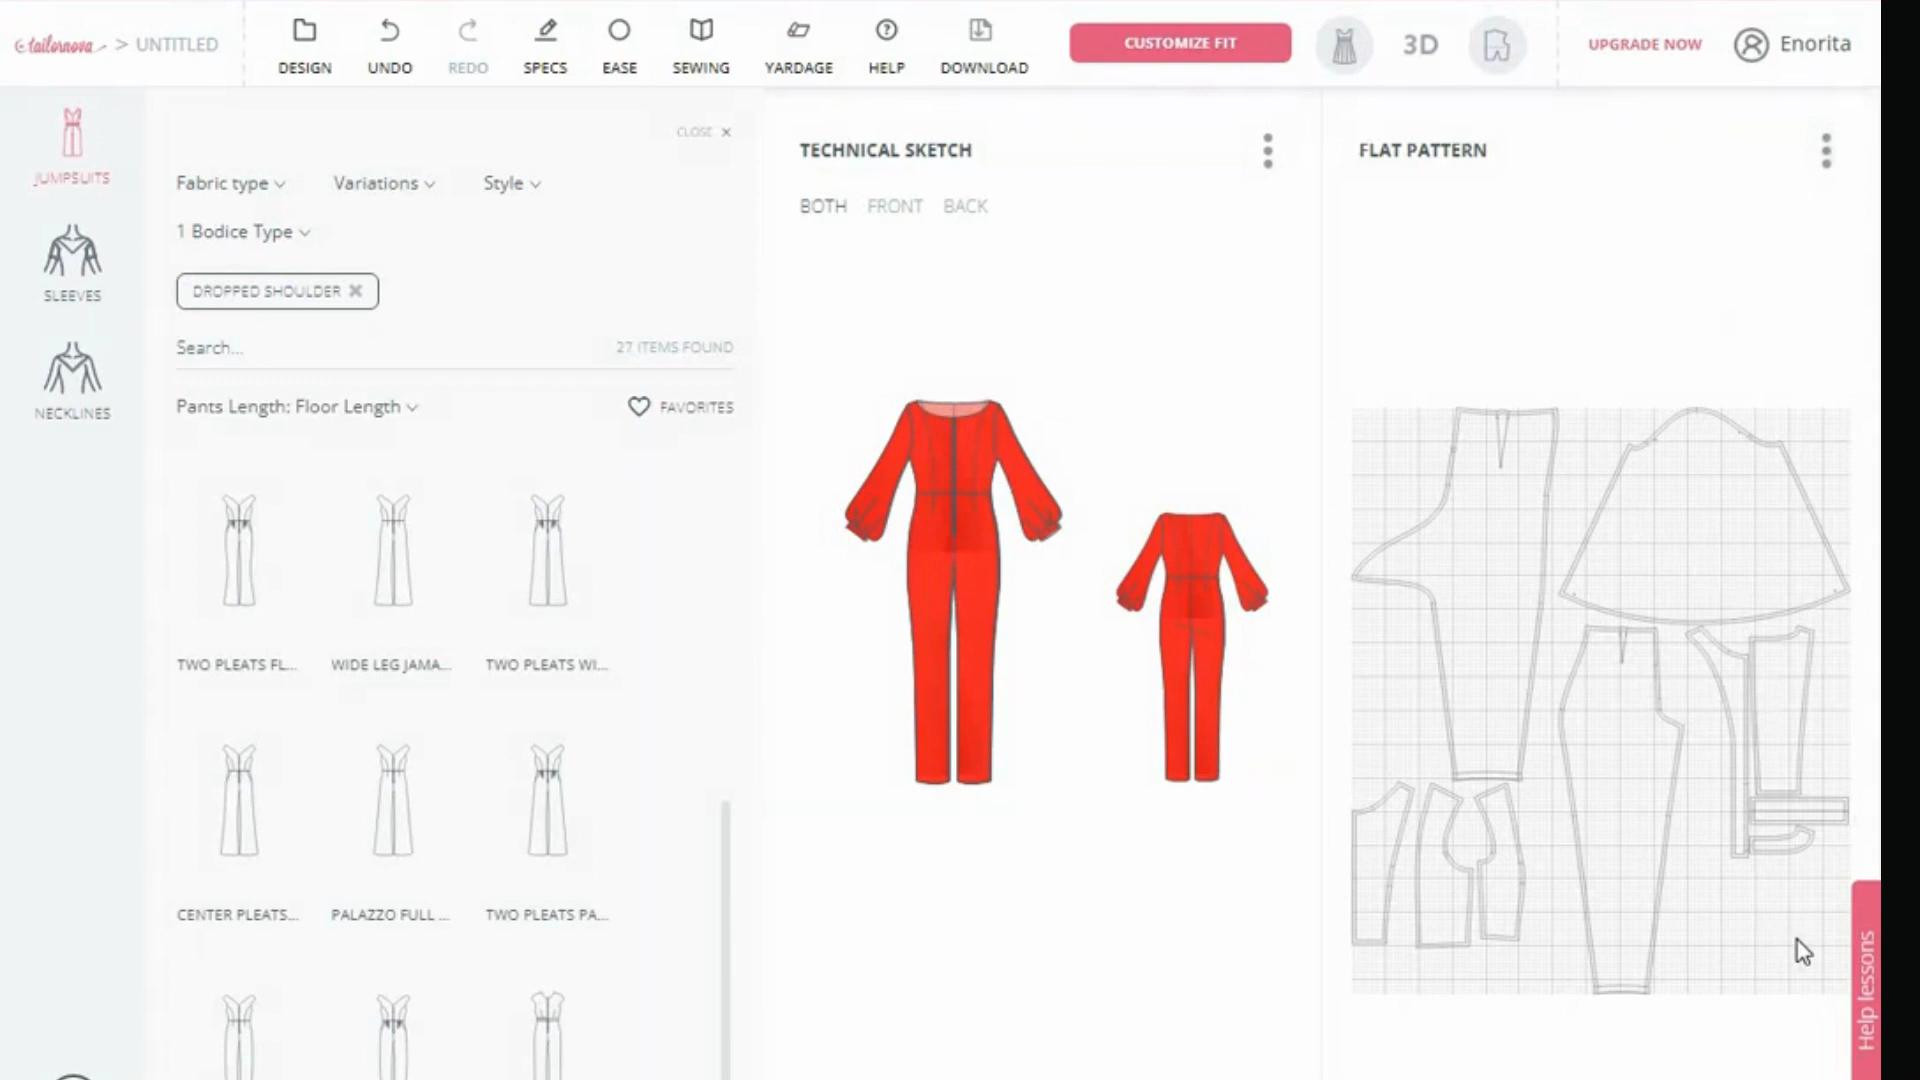 tailornova > UNTITLED
DESIGN
UNDO
REDO
SPECS
EASE
SEWING
YARDAGE
HELP
DOWNLOAD
CUSTOMIZE FIT
3D
UPGRADE NOW
Enorita
JUMPSUITS
SLEEVES
NECKLINES
CLOSE ×
Fabric type
Variations
Style
1 Bodice Type
DROPPED SHOULDER ×
Search...
27 ITEMS FOUND
Pants Length: Floor Length
FAVORITES
TWO PLEATS FL...
WIDE LEG JAMA...
TWO PLEATS WI...
CENTER PLEATS...
PALAZZO FULL ...
TWO PLEATS PA...
TECHNICAL SKETCH
BOTH
FRONT
BACK
FLAT PATTERN
Help lessons